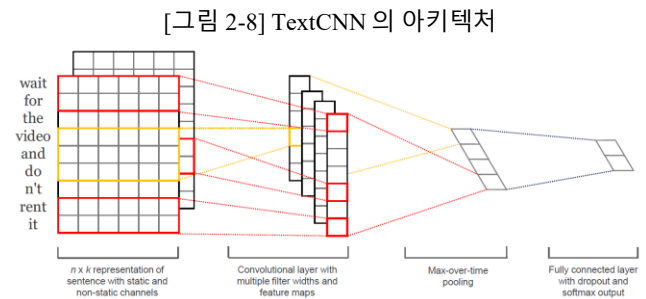 [그림 2-8] TextCNN 의 아키텍처
wait
for
the
video
and
do
n't
rent
it
n x k representation of
sentence with static and
non-static channels
Convolutional layer with
multiple filter widths and
feature maps
Max-over-time
pooling
Fully connected layer
with dropout and
softmax output